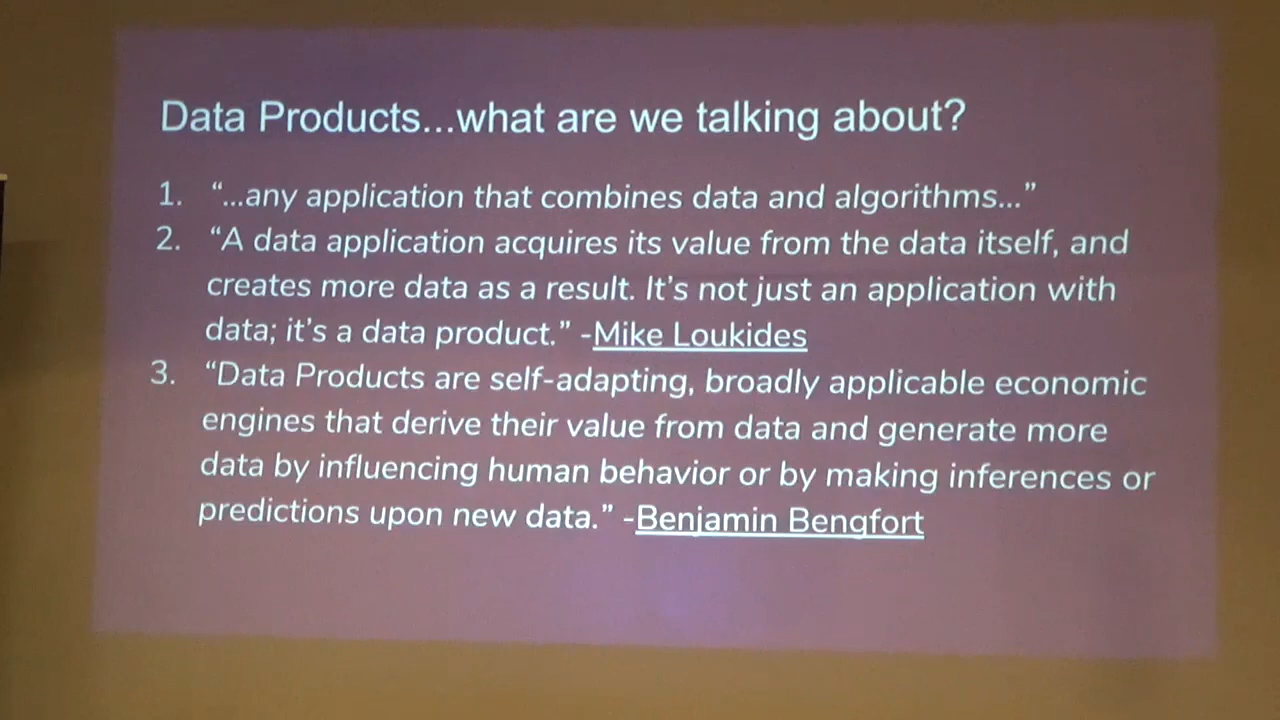 Data Products...what are we talking about?
1. “...any application that combines data and algorithms...”
2. “A data application acquires its value from the data itself, and
creates more data as a result. It’s not just an application with
data; it’s a data product.” -Mike Loukides
3. “Data Products are self-adapting, broadly applicable economic
engines that derive their value from data and generate more
data by influencing human behavior or by making inferences or
predictions upon new data.” -Benjamin Bengfort